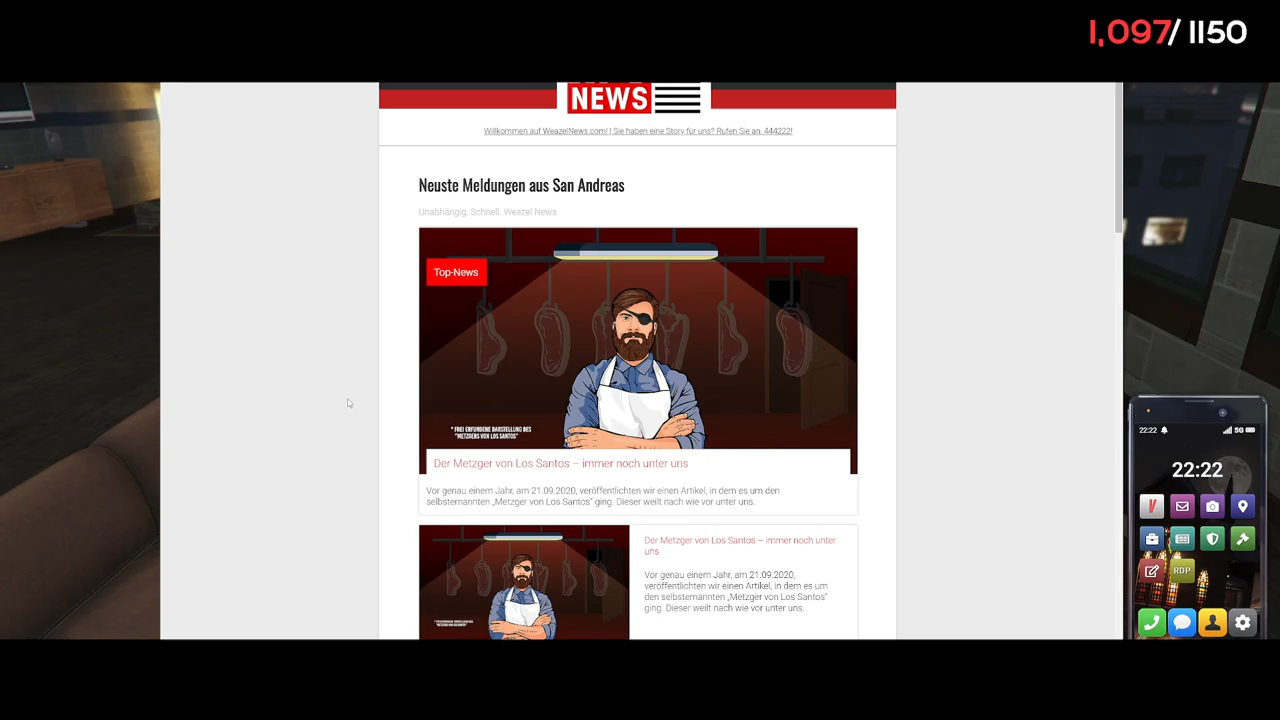 1,097/ 1150
NEWS
Willkommen auf WeazelNews.com! | Sie haben eine Story für uns? Rufen Sie an, 444222!
Neuste Meldungen aus San Andreas
Unabhängig. Schnell. Weazel News
Top-News
* FREI ERFUNDENE DARSTELLUNG DES
"METZGERS VON LOS SANTOS"
Der Metzger von Los Santos – immer noch unter uns
Vor genau einem Jahr, am 21.09.2020, veröffentlichten wir einen Artikel, in dem es um den
selbsternannten „Metzger von Los Santos" ging. Dieser weilt nach wie vor unter uns.
Der Metzger von Los Santos – immer noch unter
uns
Vor genau einem Jahr, am 21.09.2020,
veröffentlichten wir einen Artikel, in dem es um
den selbsternannten „Metzger von Los Santos"
ging. Dieser weilt nach wie vor unter uns.
22:22
5G
22:22
RDP